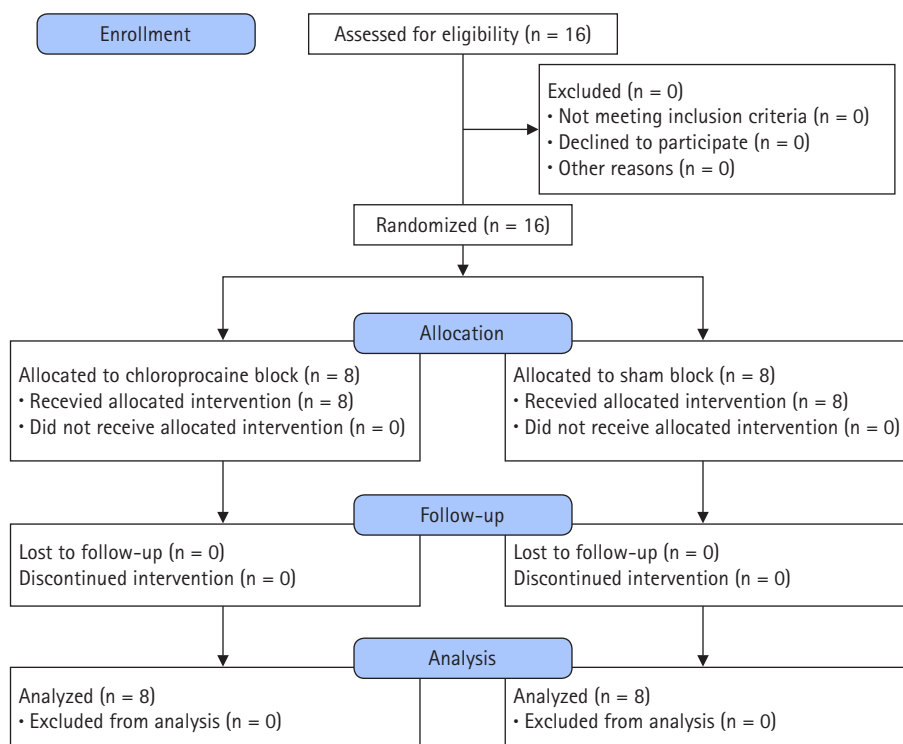 Enrollment
Assessed for eligibility (n = 16)
Excluded (n = 0)
• Not meeting inclusion criteria (n = 0)
• Declined to participate (n = 0)
• Other reasons (n = 0)
Randomized (n = 16)
Allocation
Allocated to chloroprocaine block (n = 8)
• Recevied allocated intervention (n = 8)
• Did not receive allocated intervention (n = 0)
Allocated to sham block (n = 8)
• Recevied allocated intervention (n = 8)
• Did not receive allocated intervention (n = 0)
Follow-up
Lost to follow-up (n = 0)
Discontinued intervention (n = 0)
Lost to follow-up (n = 0)
Discontinued intervention (n = 0)
Analysis
Analyzed (n = 8)
• Excluded from analysis (n = 0)
Analyzed (n = 8)
• Excluded from analysis (n = 0)